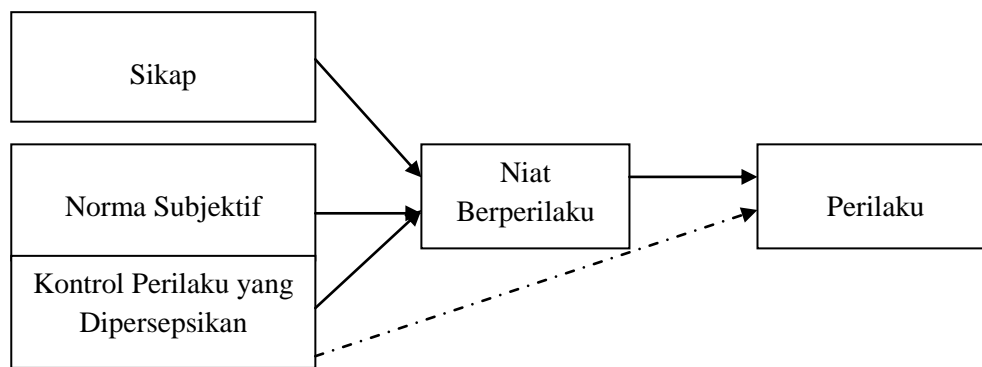 Sikap
Norma Subjektif
Kontrol Perilaku yang
Dipersepsikan
Niat
Berperilaku
Perilaku